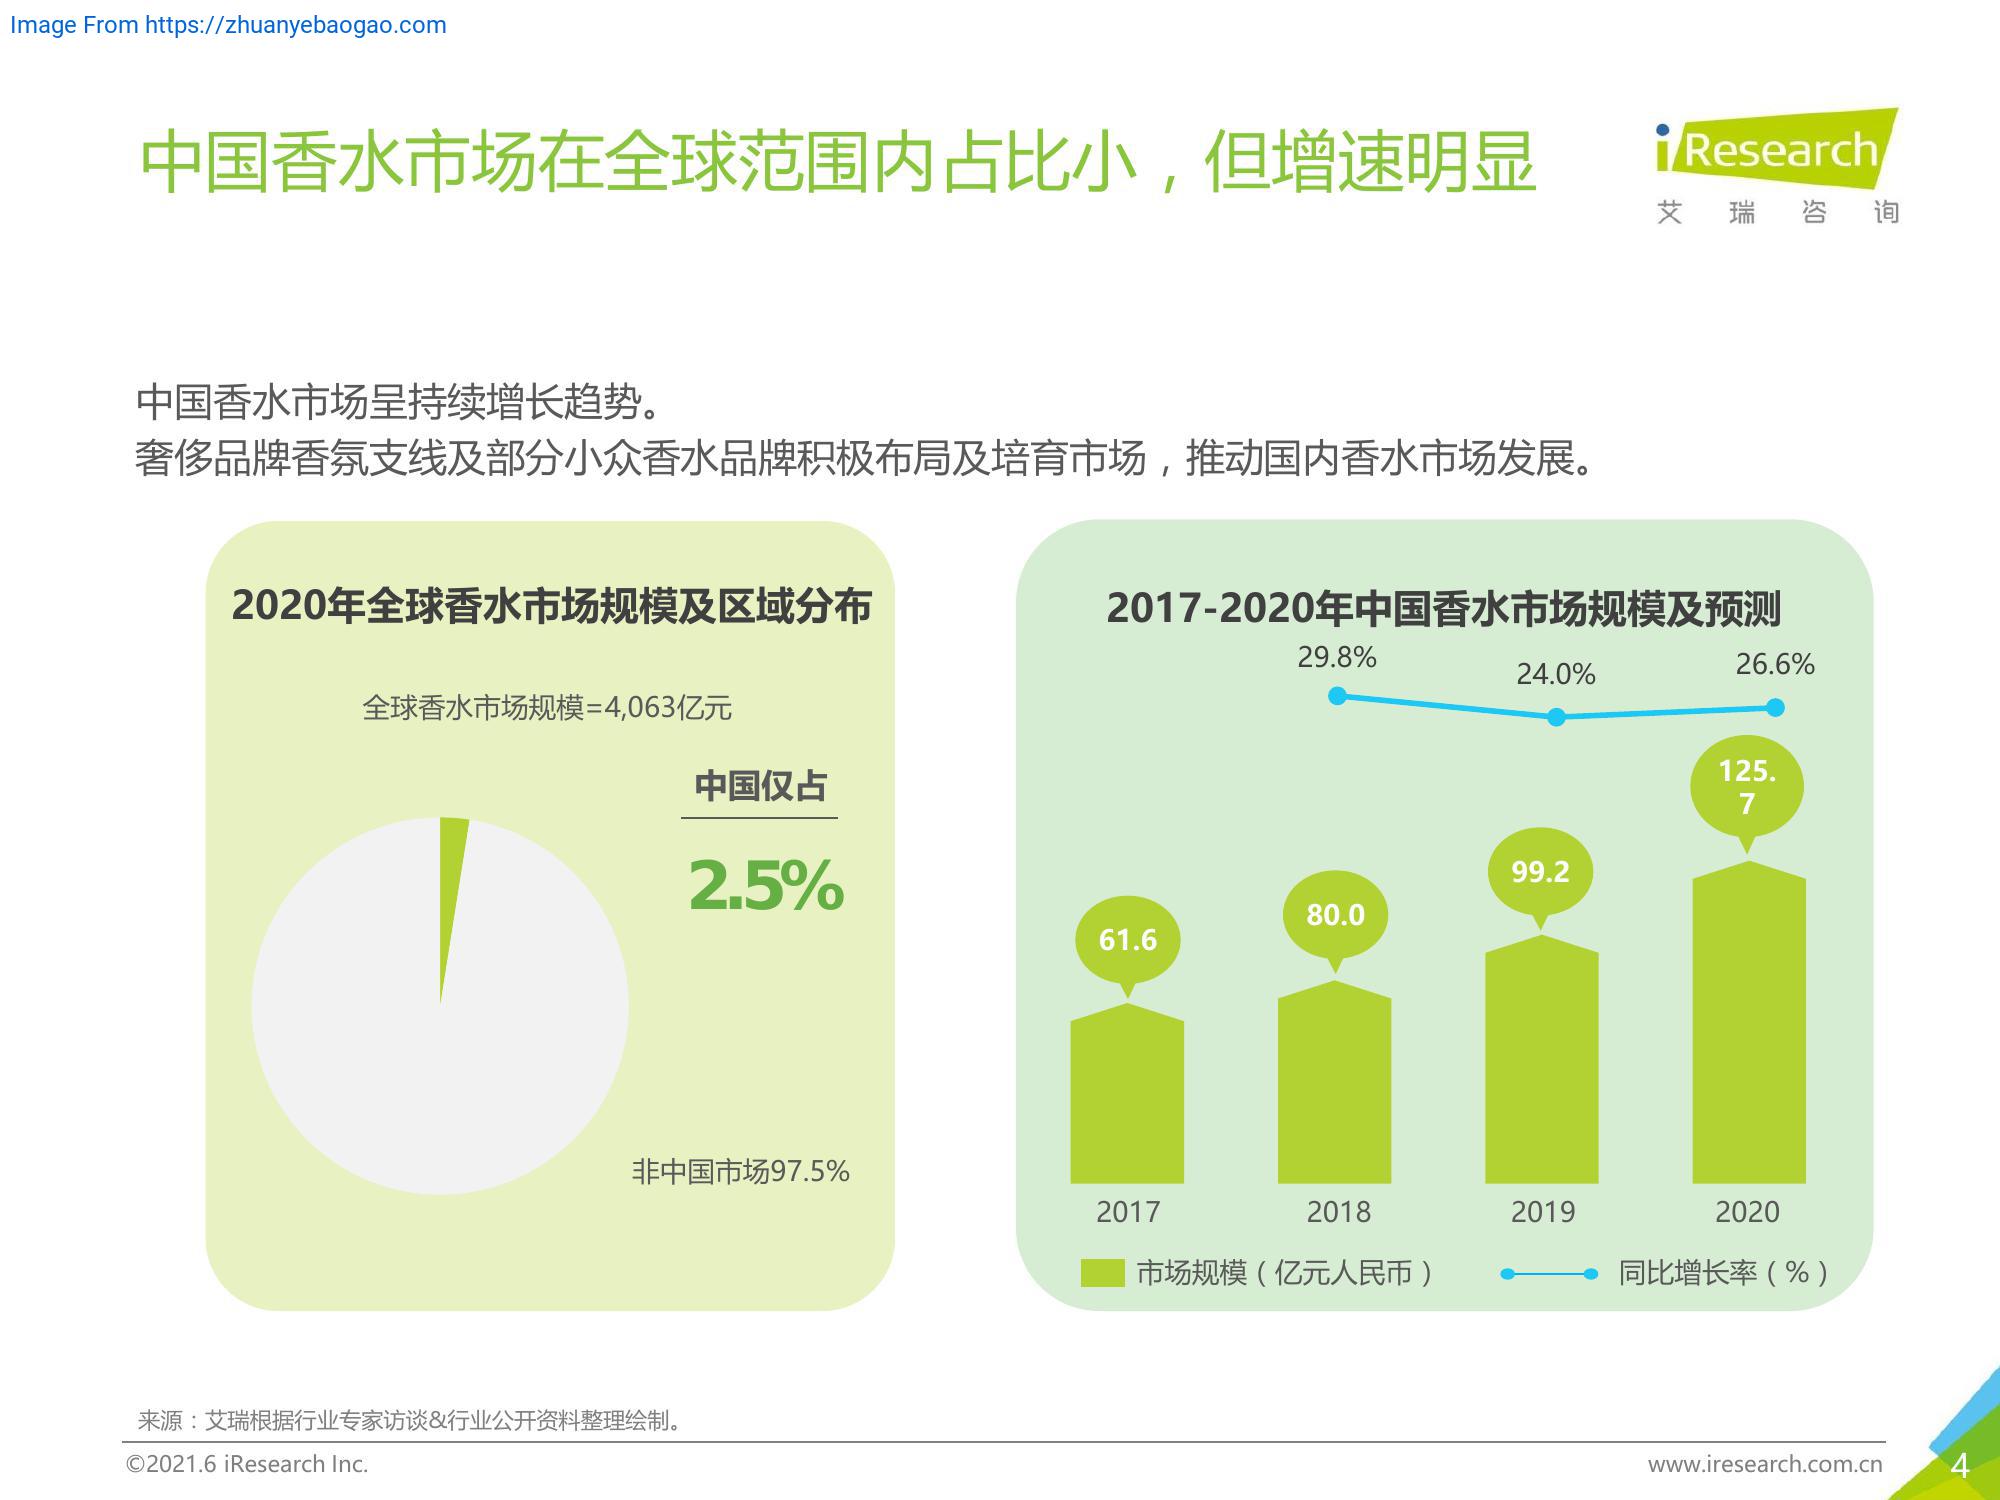 Image From https://zhuanyebaogao.com
中国香水市场在全球范围内占比小，但增速明显
iResearch
艾瑞咨询
中国香水市场呈持续增长趋势。
奢侈品牌香氛支线及部分小众香水品牌积极布局及培育市场，推动国内香水市场发展。
2020年全球香水市场规模及区域分布
全球香水市场规模=4,063亿元
中国仅占
2.5%
非中国市场97.5%
2017-2020年中国香水市场规模及预测
29.8%
24.0%
26.6%
61.6
80.0
99.2
125.
7
2017
2018
2019
2020
市场规模（亿元人民币）
同比增长率（%）
来源：艾瑞根据行业专家访谈&行业公开资料整理绘制。
©2021.6 iResearch Inc.
www.iresearch.com.cn
4